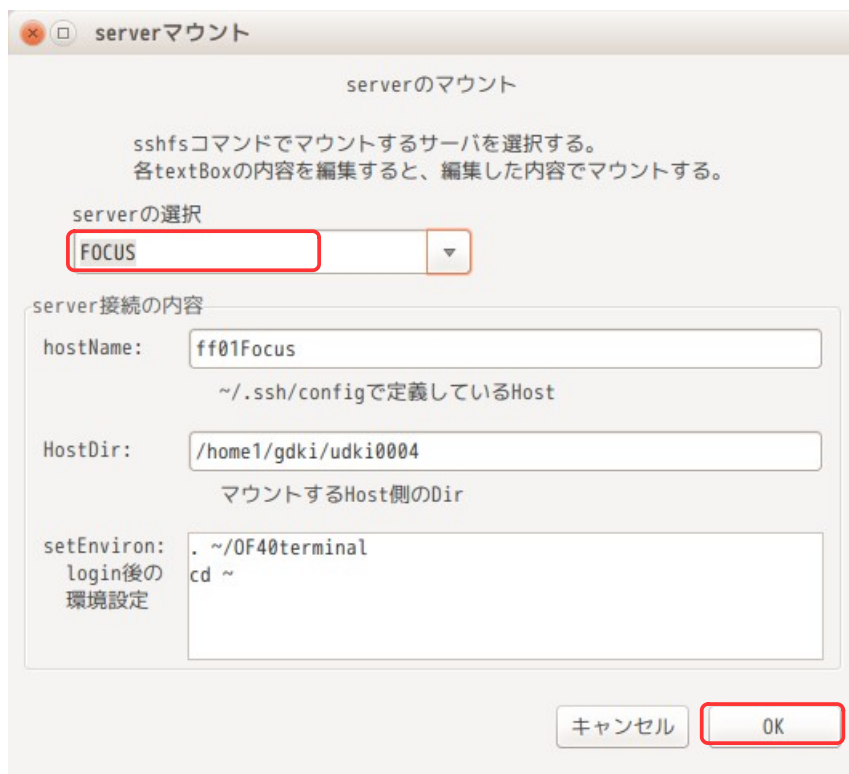 serverマウント
serverのマウント
sshfsコマンドでマウントするサーバを選択する。
各textBoxの内容を編集すると、編集した内容でマウントする。
serverの選択
FOCUS
server接続の内容
hostName: ff01Focus
~/.ssh/configで定義しているHost
HostDir: /home1/gdki/udki0004
マウントするHost側のDir
setEnviron: . ~/OF40terminal
login後の cd ~
環境設定
キャンセル OK